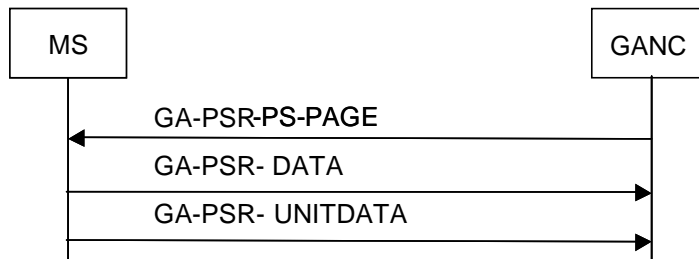 MS
GANC
GA-PSR-PS-PAGE
GA-PSR- DATA
GA-PSR- UNITDATA